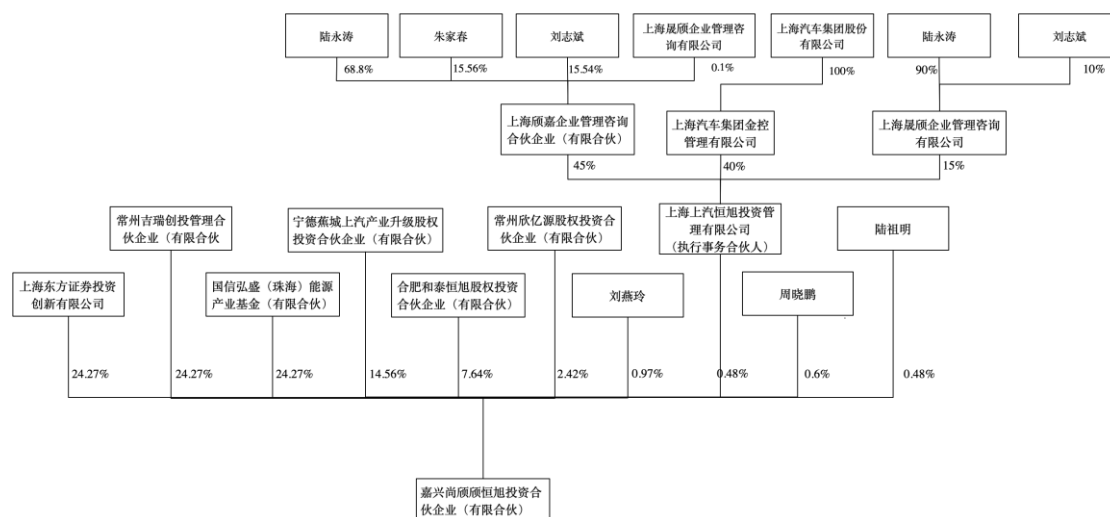 陆永涛
朱家春
刘志斌
上海晟颀企业管理咨
询有限公司
上海汽车集团股份
有限公司
陆永涛
刘志斌
68.8%
15.56%
15.54%
0.1%
100%
90%
10%
上海颀嘉企业管理咨询
合伙企业（有限合伙）
上海汽车集团金控
管理有限公司
上海晟颀企业管理咨询
有限公司
45%
40%
15%
常州吉瑞创投管理合
伙企业（有限合伙
宁德蕉城上汽产业升级股权
投资合伙企业（有限合伙）
常州欣亿源股权投资合
伙企业（有限合伙）
上海上汽恒旭投资管
理有限公司
（执行事务合伙人）
陆祖明
上海东方证券投资
创新有限公司
国信弘盛（珠海）能源
产业基金（有限合伙）
合肥和泰恒旭股权投资
合伙企业（有限合伙）
刘燕玲
周晓鹏
24.27%
24.27%
24.27%
14.56%
7.64%
2.42%
0.97%
0.48%
0.6%
0.48%
嘉兴尚颀颀恒旭投资合
伙企业（有限合伙）